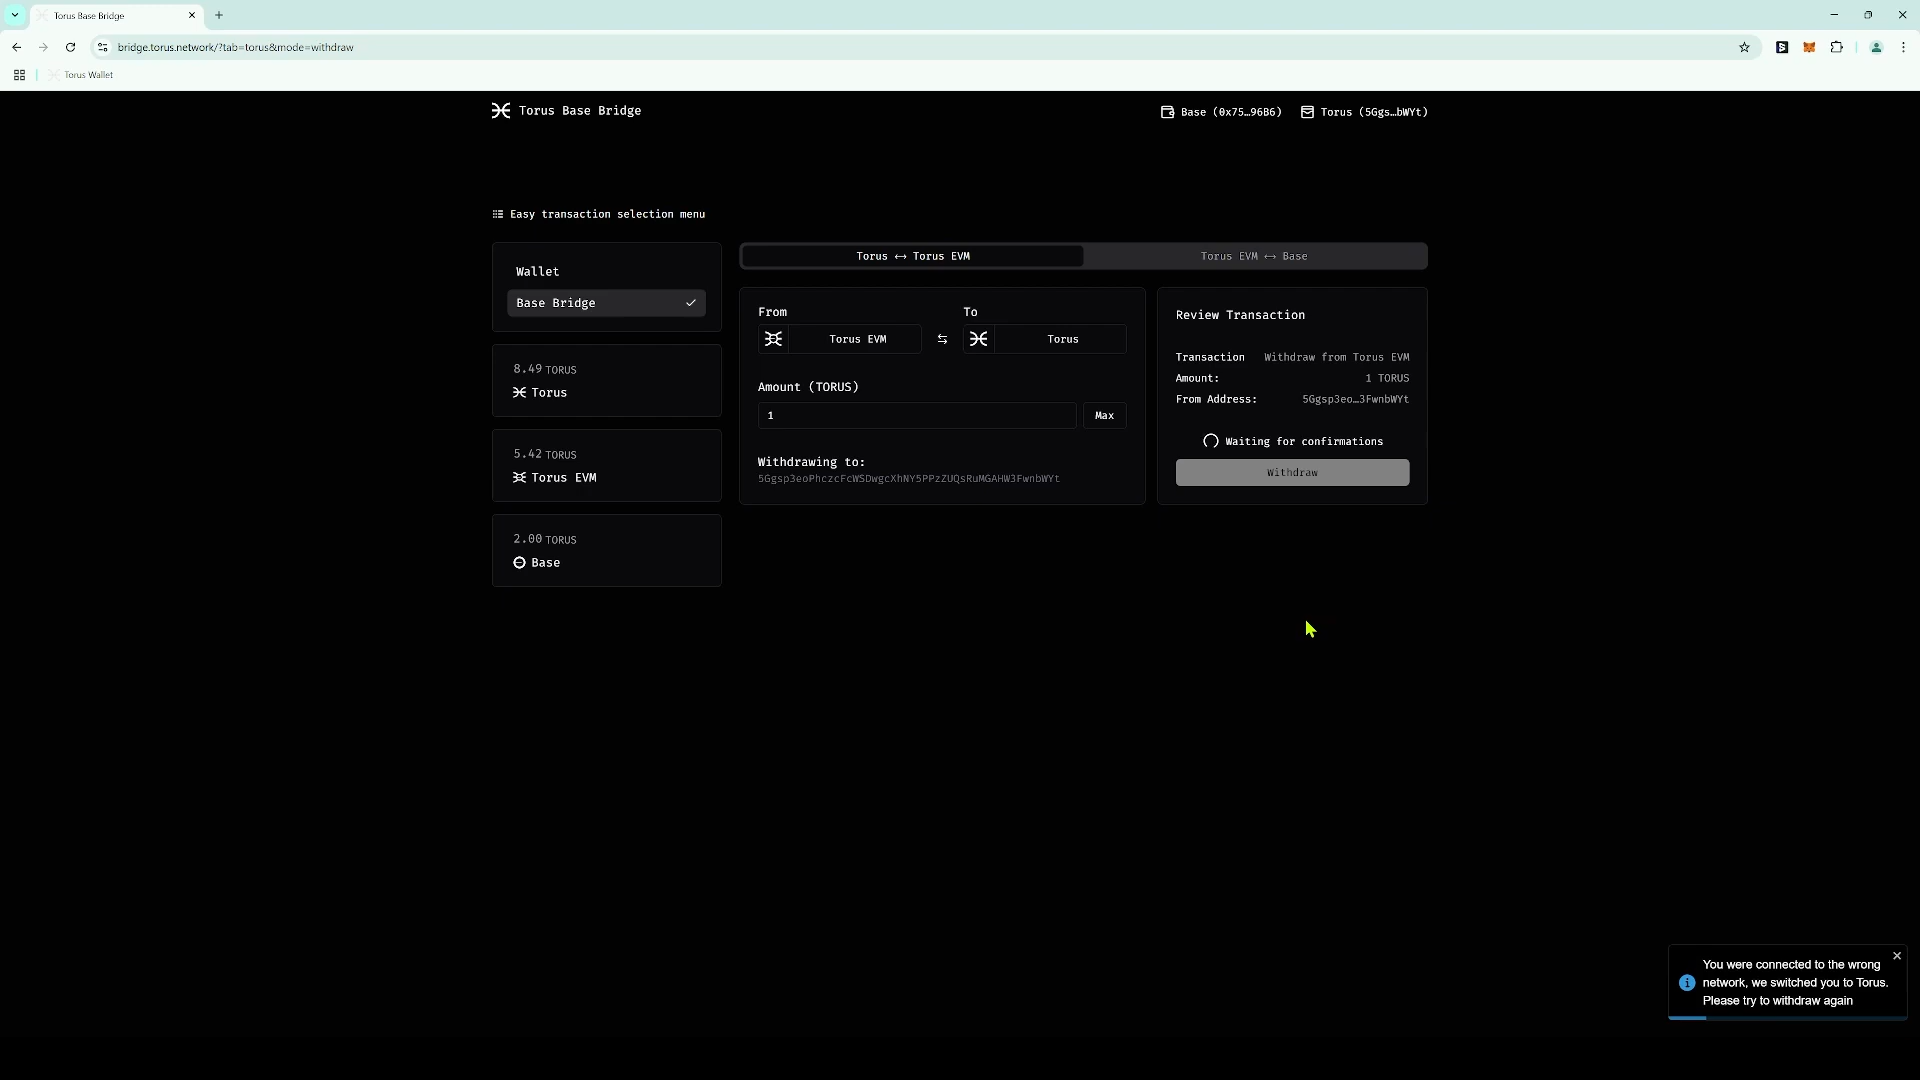 Torus Base Bridge
bridge.torus.network/?tab=torus&mode=withdraw
Torus Wallet
Torus Base Bridge
Base (0x75…96B6)
Torus (5Ggs…bWYt)
Easy transaction selection menu
Wallet
Base Bridge
8.49 TORUS
Torus
5.42 TORUS
Torus EVM
2.00 TORUS
Base
Torus ↔ Torus EVM
Torus EVM ↔ Base
From
To
Torus EVM
Torus
Amount (TORUS)
1
Max
Withdrawing to:
5Ggsp3eoPhczcFcWSDwgcXhNY5PPzZUQsRuMGAHW3FwnbWYt
Review Transaction
Transaction Withdraw from Torus EVM
Amount: 1 TORUS
From Address: 5Ggsp3eo…3FwnbWYt
Waiting for confirmations
Withdraw
You were connected to the wrong
network, we switched you to Torus.
Please try to withdraw again